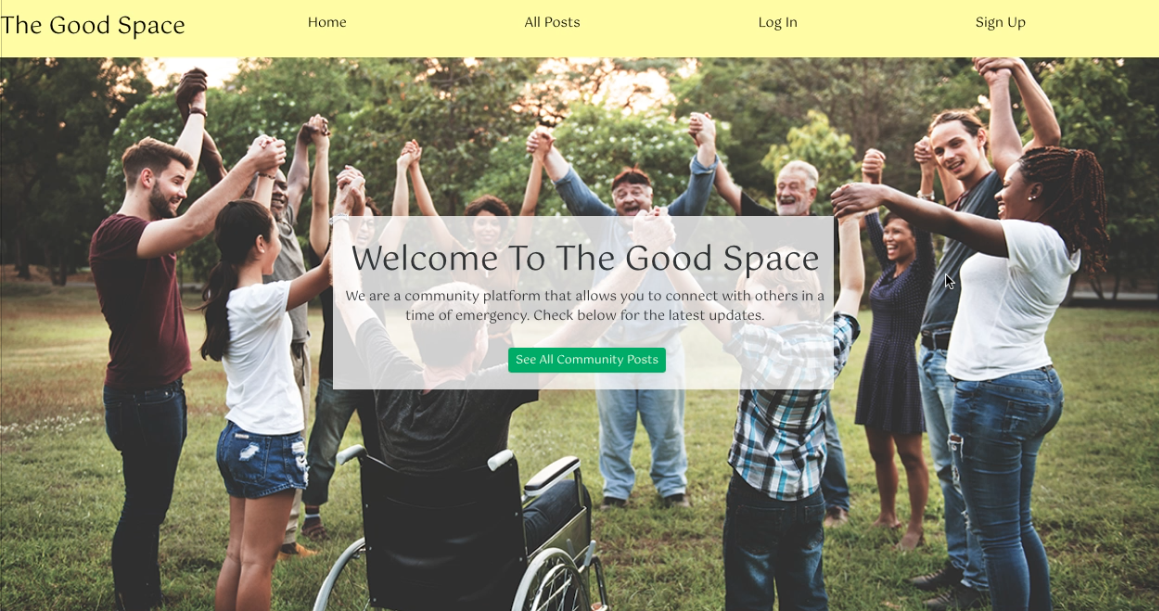 The Good Space
Home
All Posts
Log In
Sign Up
Welcome To The Good Space
We are a community platform that allows you to connect with others in a
time of emergency. Check below for the latest updates.
See All Community Posts